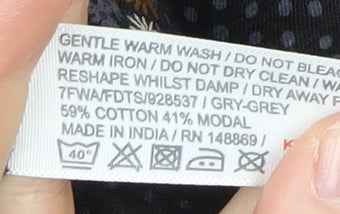 GENTLE WARM WASH / DO NOT BLEAC
WARM IRON / DO NOT DRY CLEAN / WA
RESHAPE WHILST DAMP / DRY AWAY F
7FWA/FDTS/928537 / GRY-GREY
59% COTTON 41% MODAL
MADE IN INDIA / RN 148869 /
40°